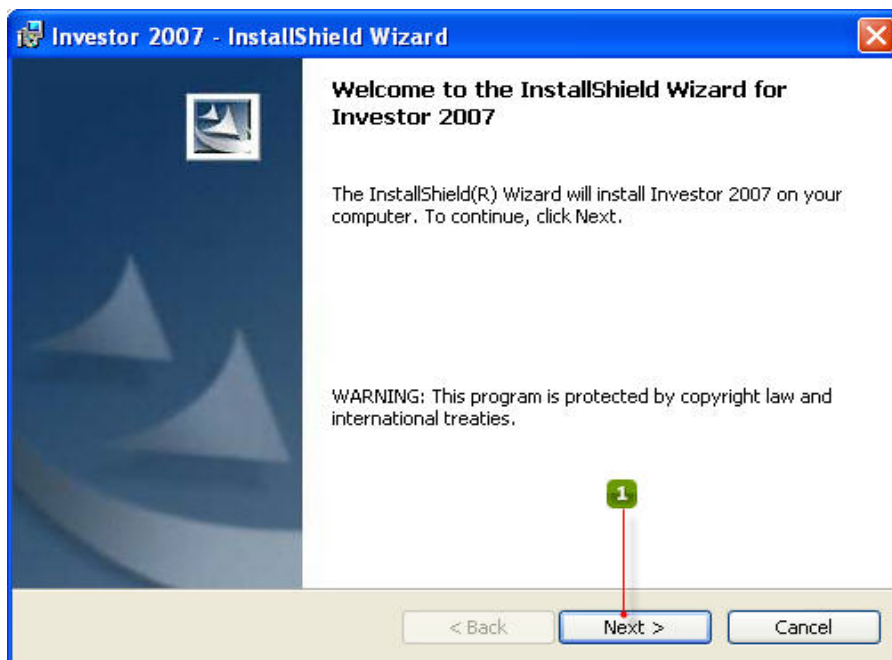 Investor 2007 - InstallShield Wizard
Welcome to the InstallShield Wizard for
Investor 2007
The InstallShield(R) Wizard will install Investor 2007 on your
computer. To continue, click Next.
WARNING: This program is protected by copyright law and
international treaties.
1
< Back
Next >
Cancel